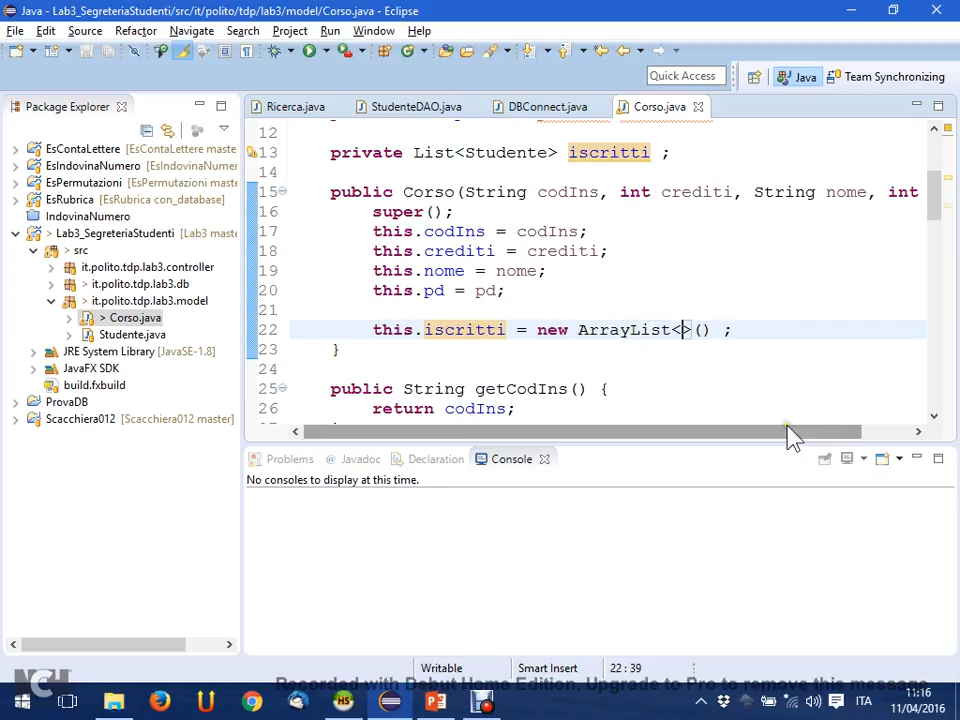 Java - Lab3_SegreteriaStudenti/src/it/polito/tdp/lab3/model/Corso.java - Eclipse
File Edit Source Refactor Navigate Search Project Run Window Help
Quick Access Java Team Synchronizing
Package Explorer
EsContaLettere [EsContaLettere maste
EsIndovinaNumero [EsIndovinaNumer
EsPermutazioni [EsPermutazioni maste
EsRubrica [EsRubrica con_database]
IndovinaNumero
> Lab3_SegreteriaStudenti [Lab3 maste
> src
it.polito.tdp.lab3.controller
> it.polito.tdp.lab3.db
> it.polito.tdp.lab3.model
> Corso.java
Studente.java
JRE System Library [JavaSE-1.8]
JavaFX SDK
build.fxbuild
ProvaDB
Scacchiera012 [Scacchiera012 master]
Ricerca.java StudenteDAO.java DBConnect.java Corso.java
12
13 private List<Studente> iscritti ;
14
15 public Corso(String codIns, int crediti, String nome, int
16 super();
17 this.codIns = codIns;
18 this.crediti = crediti;
19 this.nome = nome;
20 this.pd = pd;
21
22 this.iscritti = new ArrayList<>() ;
23 }
24
25 public String getCodIns() {
26 return codIns;
Problems Javadoc Declaration Console
No consoles to display at this time.
Writable Smart Insert 22 : 39
NCH
Recorded with Debut Home Edition. Upgrade to Pro to remove this message
ITA
11:16
11/04/2016